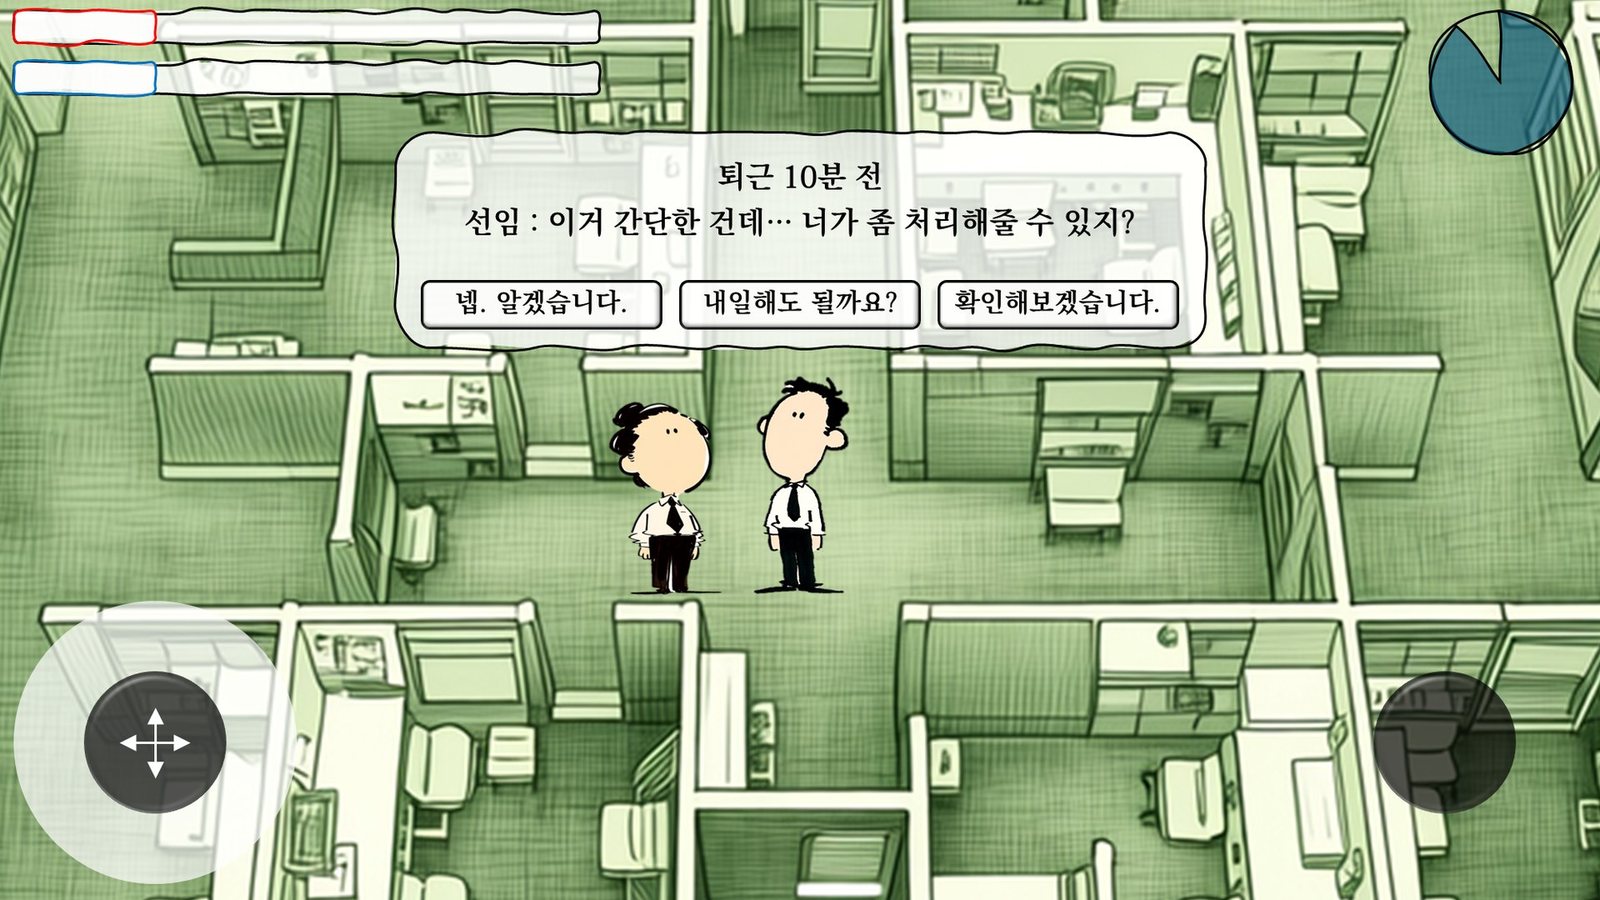 퇴근 10분 전
선임 : 이거 간단한 건데… 너가 좀 처리해줄 수 있지?
넵. 알겠습니다.
내일해도 될까요?
확인해보겠습니다.